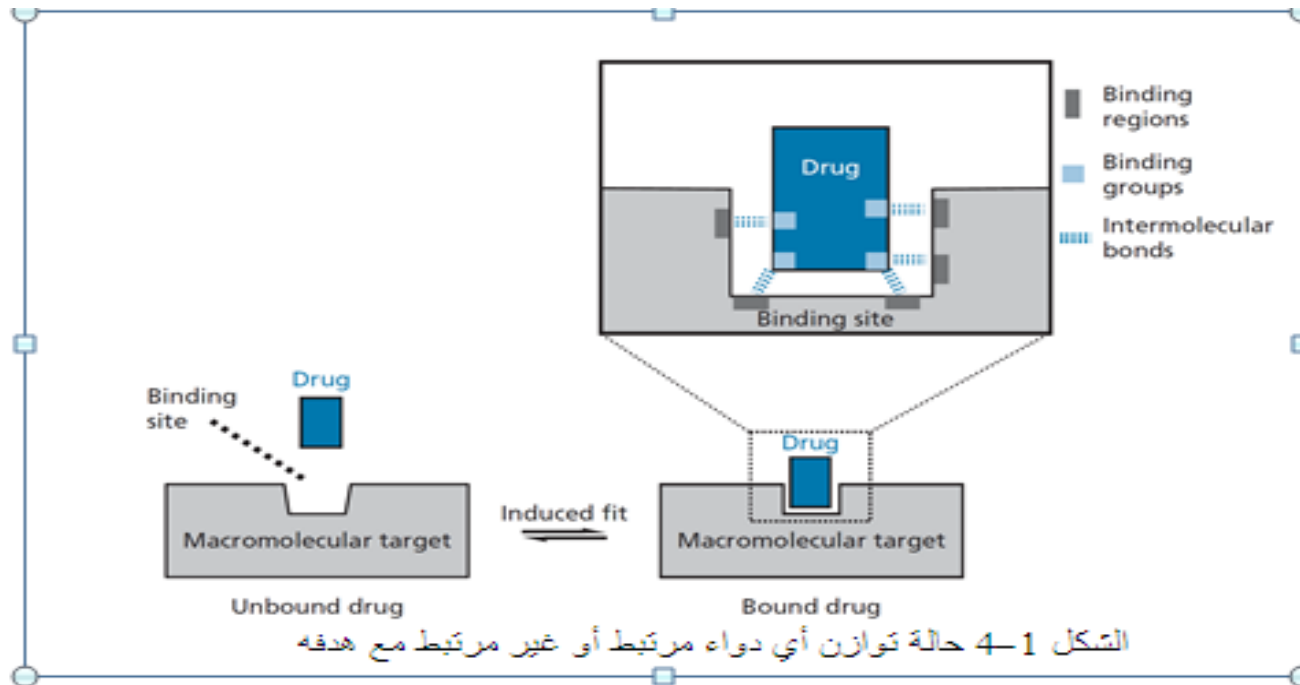 Binding
regions
Drug
Binding
groups
Intermolecular
bonds
Binding site
Binding
site
Drug
Drug
Induced fit
Macromolecular target
Macromolecular target
Unbound drug
Bound drug
الشكل 1–4 حالة توازن أي دواء مرتبط أو غير مرتبط مع هدفه